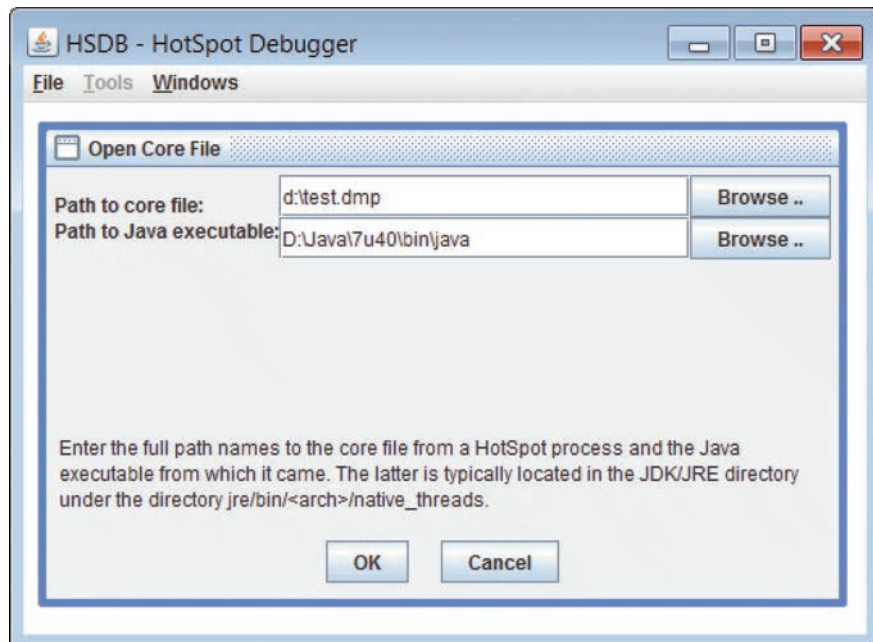 HSDB - HotSpot Debugger
File Tools Windows
Open Core File
Path to core file: d:\test.dmp Browse ..
Path to Java executable: D:\Java\7u40\bin\java Browse ..
Enter the full path names to the core file from a HotSpot process and the Java
executable from which it came. The latter is typically located in the JDK/JRE directory
under the directory jre/bin/<arch>/native_threads.
OK Cancel